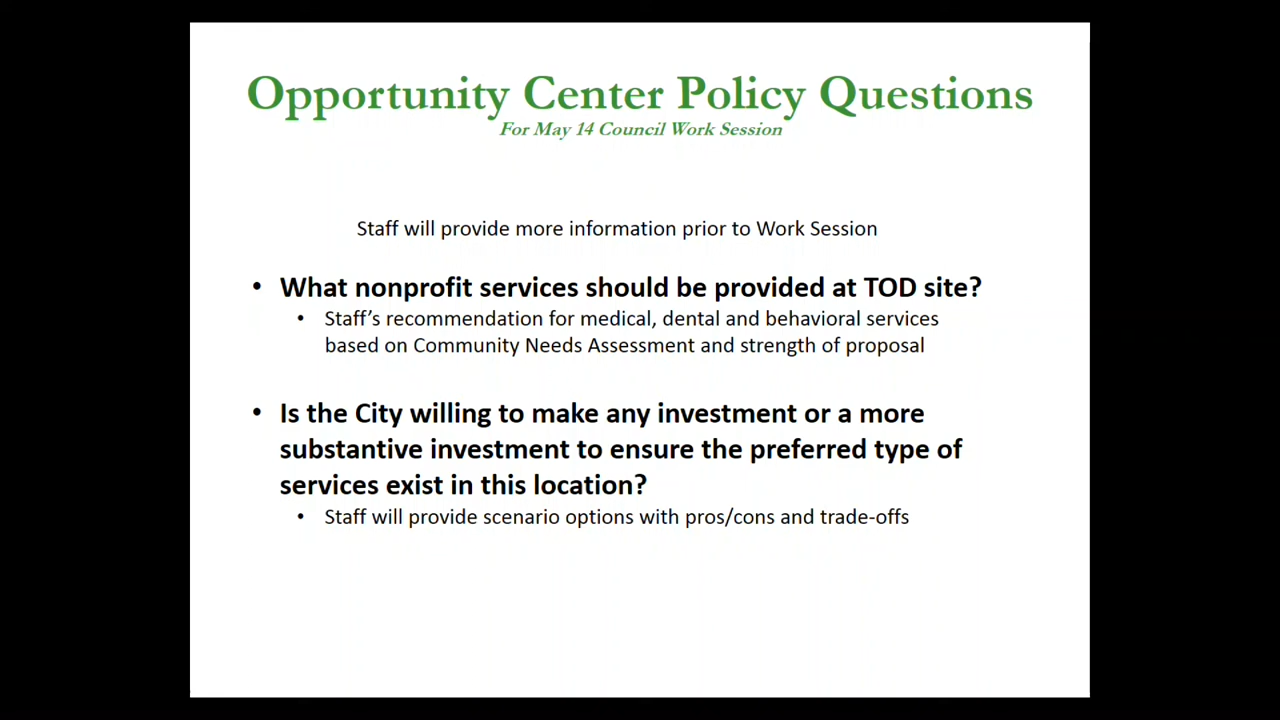 Opportunity Center Policy Questions
For May 14 Council Work Session
Staff will provide more information prior to Work Session
• What nonprofit services should be provided at TOD site?
• Staff’s recommendation for medical, dental and behavioral services
based on Community Needs Assessment and strength of proposal
• Is the City willing to make any investment or a more
substantive investment to ensure the preferred type of
services exist in this location?
• Staff will provide scenario options with pros/cons and trade-offs